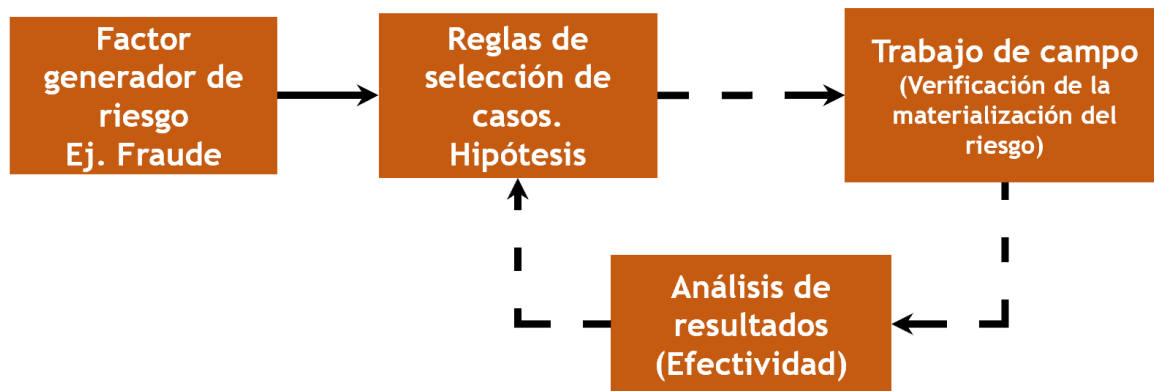 Factor
generador de
riesgo
Ej. Fraude
Reglas de
selección de
casos.
Hipótesis
Trabajo de campo
(Verificación de la
materialización del
riesgo)
Análisis de
resultados
(Efectividad)